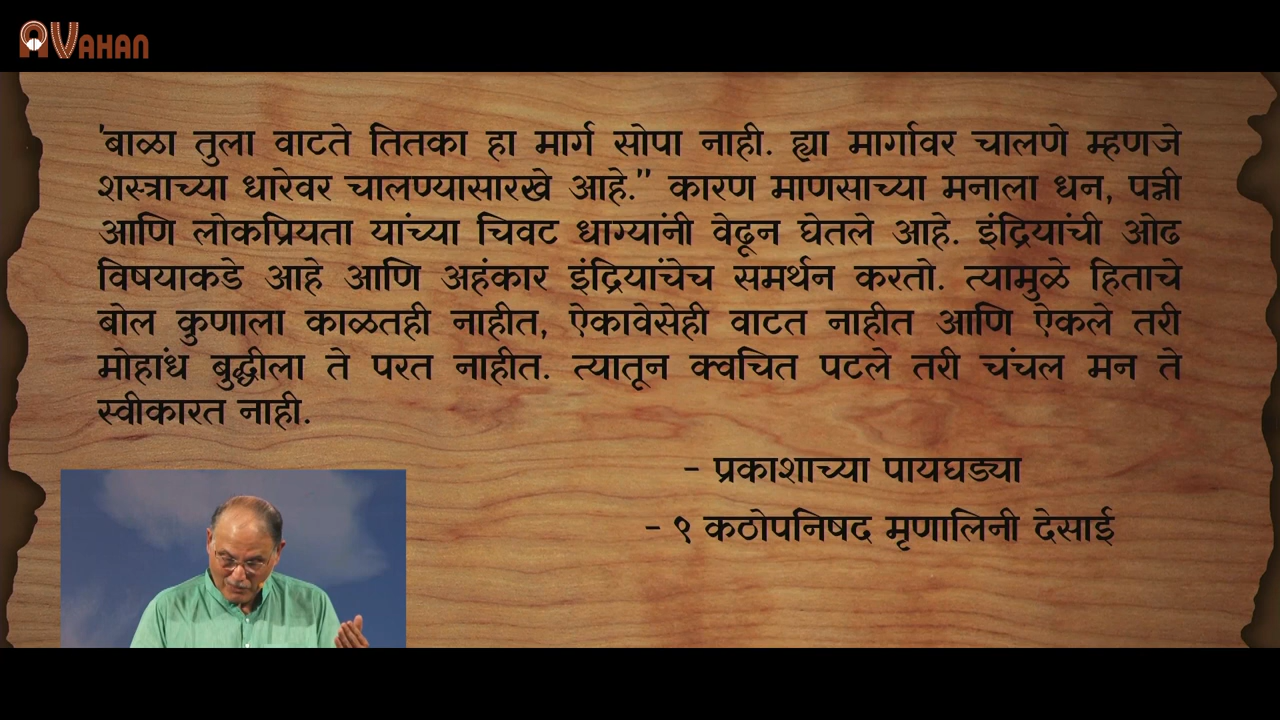 AVAHAN
'बाळा तुला वाटते तितका हा मार्ग सोपा नाही. ह्या मार्गावर चालणे म्हणजे
शस्त्राच्या धारेवर चालण्यासारखे आहे.” कारण माणसाच्या मनाला धन, पत्नी
आणि लोकप्रियता यांच्या चिवट धाग्यांनी वेढून घेतले आहे. इंद्रियांची ओढ
विषयाकडे आहे आणि अहंकार इंद्रियांचेच समर्थन करतो. त्यामुळे हिताचे
बोल कुणाला काळतही नाहीत, ऐकावेसेही वाटत नाहीत आणि ऐकले तरी
मोहांध बुद्धीला ते परत नाहीत. त्यातून क्वचित पटले तरी चंचल मन ते
स्वीकारत नाही.
- प्रकाशाच्या पायघड्या
- ९ कठोपनिषद मृणालिनी देसाई